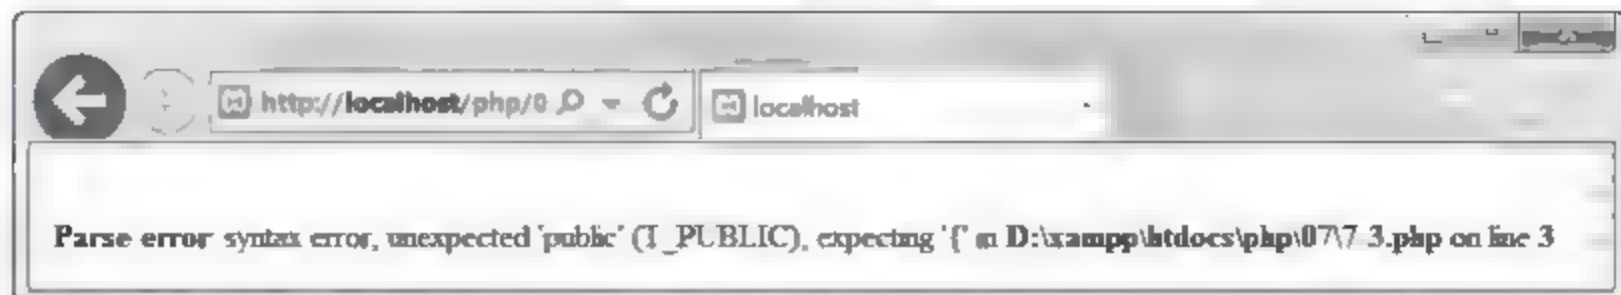 http://localhost/php/0
localhost
Parse error syntax error, unexpected 'public' (T_PUBLIC), expecting '{' in D:\xampp\htdocs\php\07\7 3.php on line 3